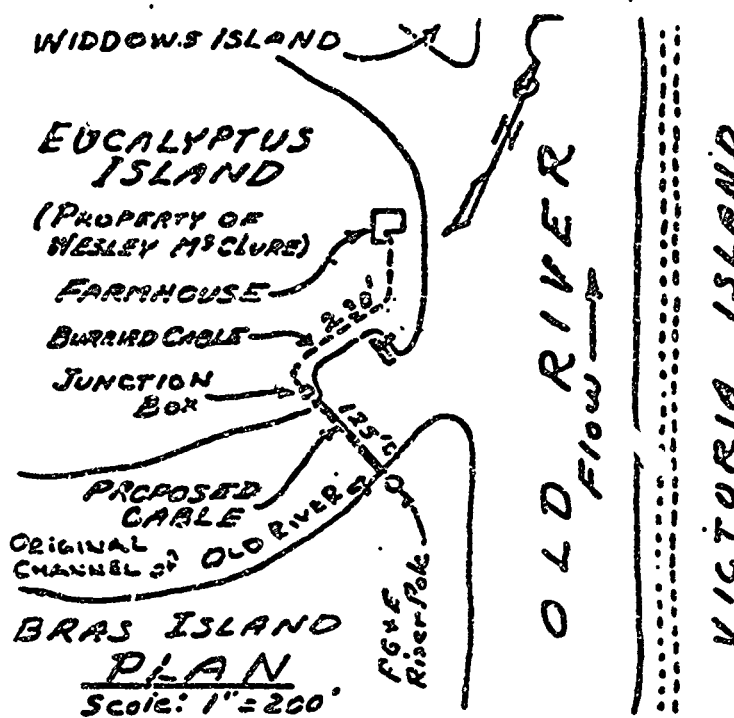 WIDDOWS ISLAND
EUCALYPTUS
ISLAND
(PROPERTY OF
WESLEY McCLURE)
FARMHOUSE
BURRIED CABLE
JUNCTION
BOX
PROPOSED
CABLE
ORIGINAL
CHANNEL OF OLD RIVER
BRAS ISLAND
PLAN
Scale: 1"=200'
125'±
PG&E
Riser Pole
OLD RIVER
Flow
VICTORIA ISLAND